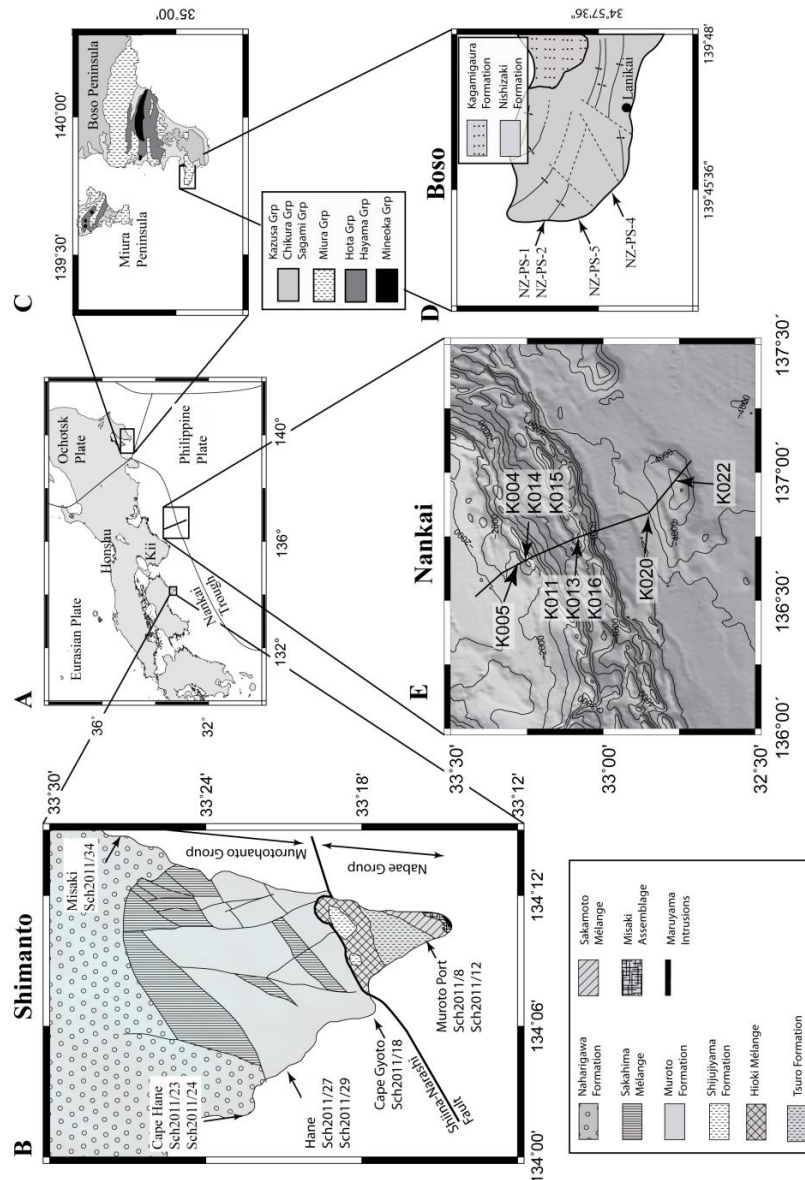 A
Eurasian Plate
Ochotsk
Plate
Honshu
Kii
Nankai
Trough
Philippine
Plate
36°
32°
132°
136°
140°
B
Shimanto
Cape Hane
Sch2011/23
Sch2011/24
Misaki
Sch2011/34
Hane
Sch2011/27
Sch2011/29
Cape Gyoto
Sch2011/18
Muroto Port
Sch2011/8
Sch2011/12
Shiina-Narashi
Fault
Murotohanto Group
Nabae Group
33°30'
33°24'
33°18'
33°12'
134°00'
134°06'
134°12'
Naharigawa
Formation
Sakahima
Mélange
Muroto
Formation
Shijujiyama
Formation
Hioki Mélange
Tsuro Formation
Sakamoto
Mélange
Misaki
Assemblage
Maruyama
Intrusions
C
139°30'
140°00'
35°00'
Miura
Peninsula
Boso Peninsula
Kazusa Grp
Chikura Grp
Sagami Grp
Miura Grp
Hota Grp
Hayama Grp
Mineoka Grp
D
Boso
Kagamigaura
Formation
Nishizaki
Formation
NZ-PS-1
NZ-PS-2
NZ-PS-5
NZ-PS-4
Lanikai
139°45'36"
139°48'
34°57'36"
E
Nankai
K005
K004
K014
K015
K011
K013
K016
K020
K022
33°30'
33°00'
32°30'
136°00'
136°30'
137°00'
137°30'